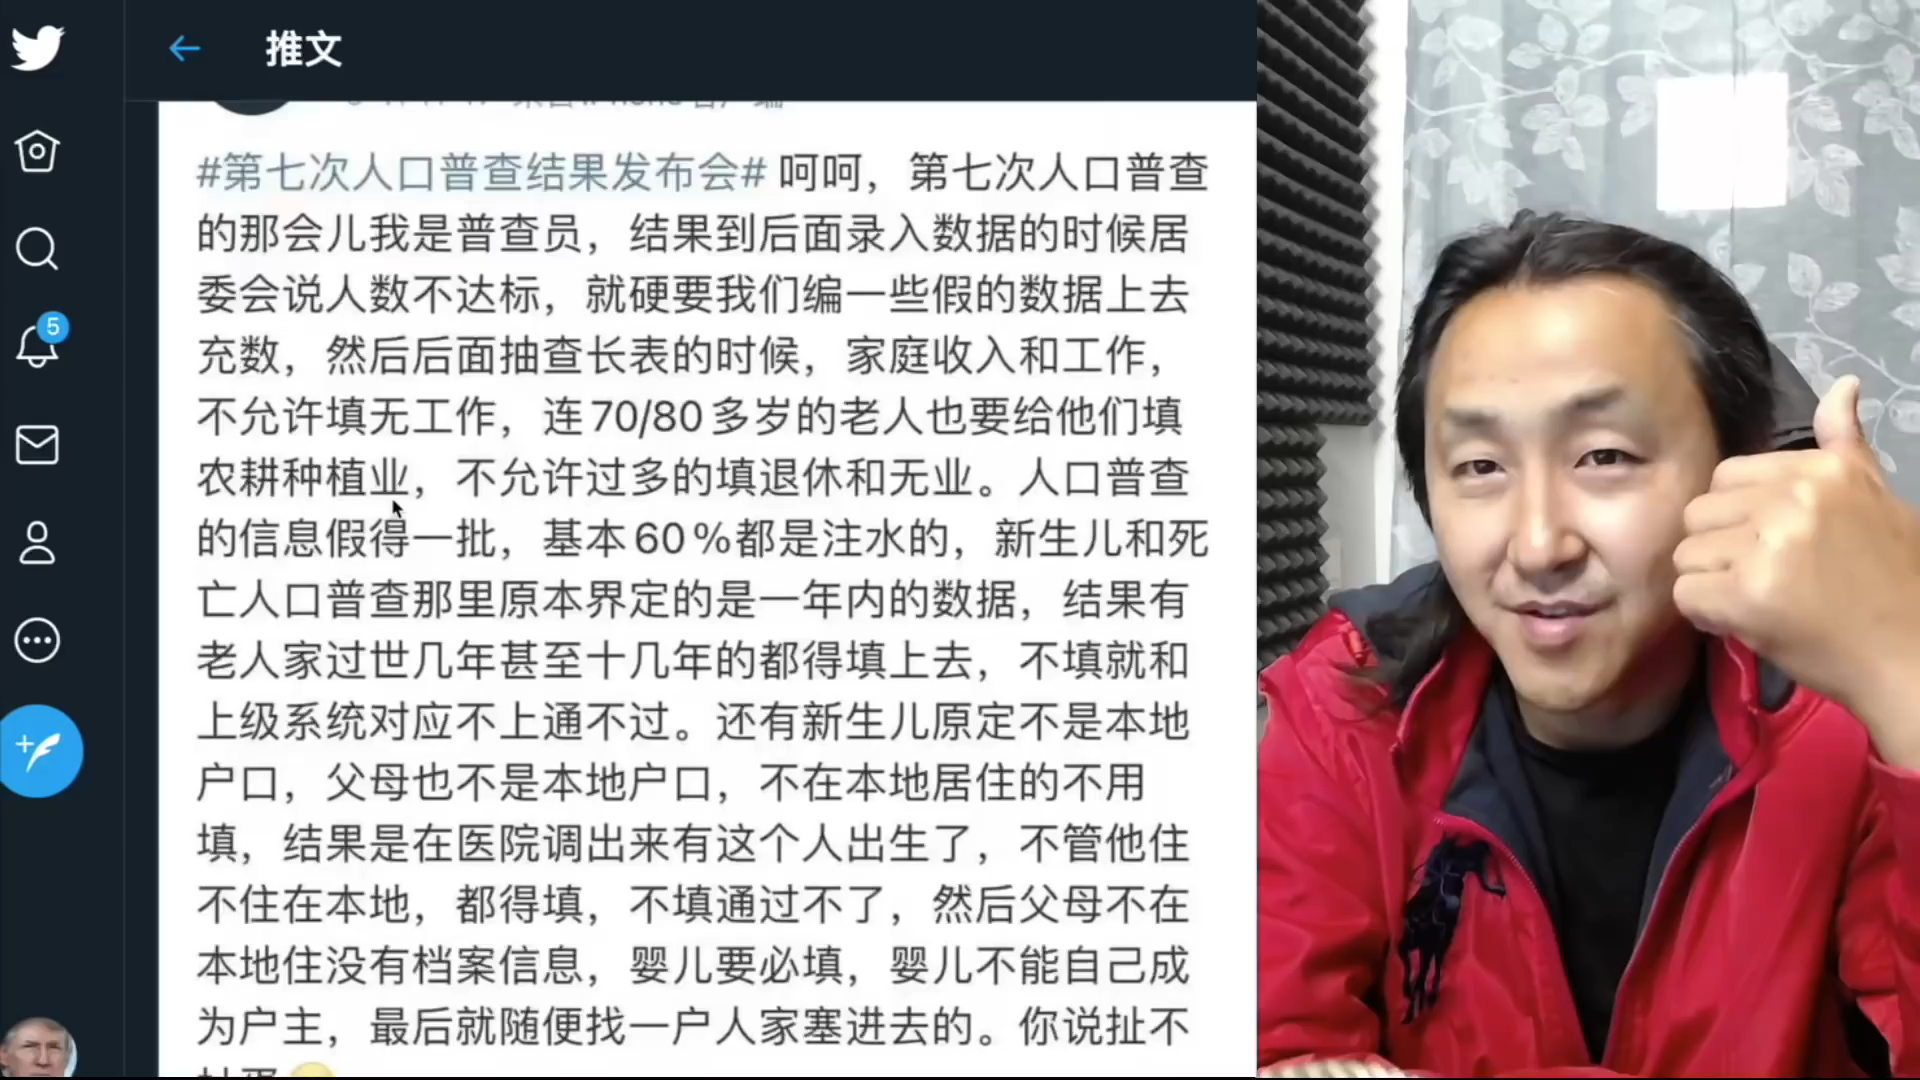 推文
5
#第七次人口普查结果发布会# 呵呵，第七次人口普查
的那会儿我是普查员，结果到后面录入数据的时候居
委会说人数不达标，就硬要我们编一些假的数据上去
充数，然后后面抽查长表的时候，家庭收入和工作，
不允许填无工作，连70/80多岁的老人也要给他们填
农耕种植业，不允许过多的填退休和无业。人口普查
的信息假得一批，基本60%都是注水的，新生儿和死
亡人口普查那里原本界定的是一年内的数据，结果有
老人家过世几年甚至十几年的都得填上去，不填就和
上级系统对应不上通不过。还有新生儿原定不是本地
户口，父母也不是本地户口，不在本地居住的不用
填，结果是在医院调出来有这个人出生了，不管他住
不住在本地，都得填，不填通过不了，然后父母不在
本地住没有档案信息，婴儿要必填，婴儿不能自己成
为户主，最后就随便找一户人家塞进去的。你说扯不